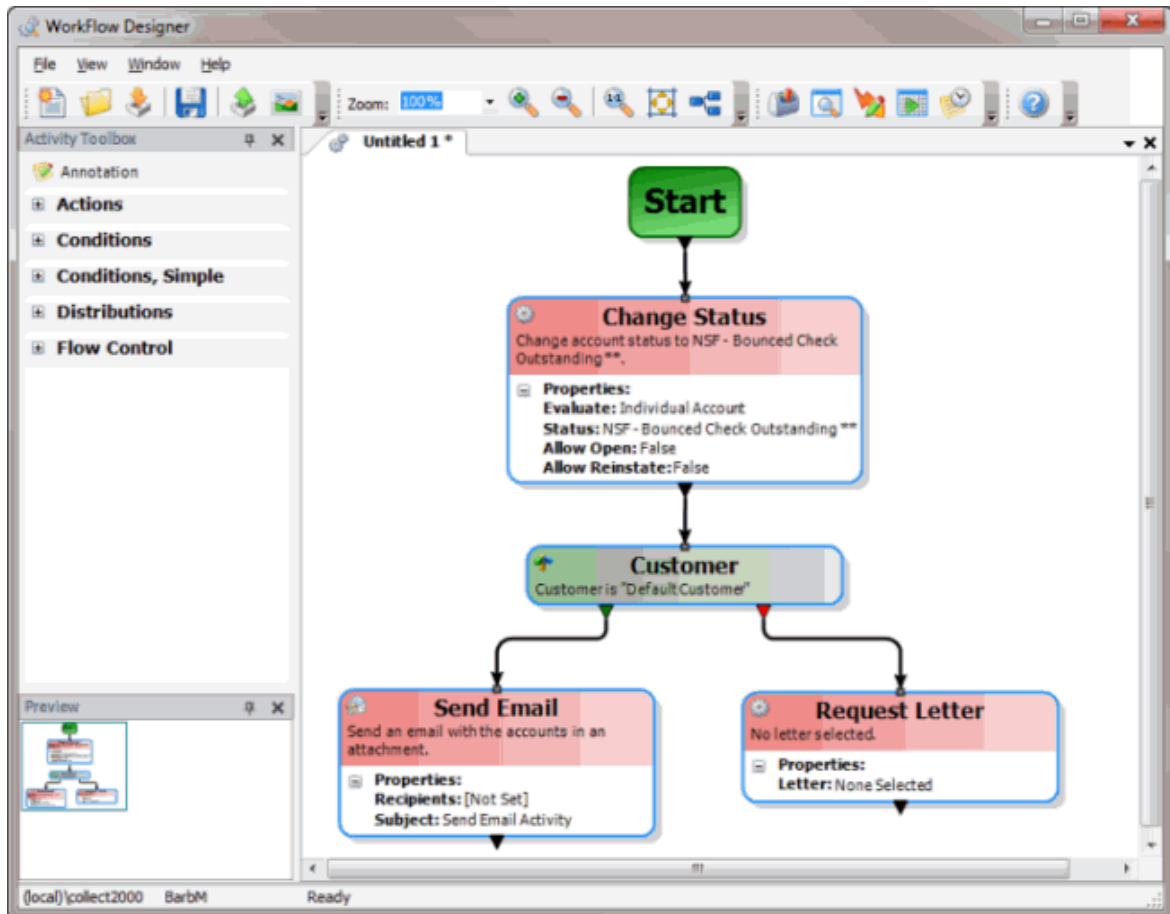 WorkFlow Designer
File View Window Help
Zoom: 100%
1:1
Activity Toolbox
Untitled 1 *
Annotation
Actions
Conditions
Conditions, Simple
Distributions
Flow Control
Start
Change Status
Change account status to NSF - Bounced Check
Outstanding **.
Properties:
Evaluate: Individual Account
Status: NSF - Bounced Check Outstanding **
Allow Open: False
Allow Reinstate: False
Customer
Customer is "DefaultCustomer"
Send Email
Send an email with the accounts in an
attachment.
Properties:
Recipients: [Not Set]
Subject: Send Email Activity
Request Letter
No letter selected.
Properties:
Letter: None Selected
Preview
(local)\collect2000 BarbM Ready